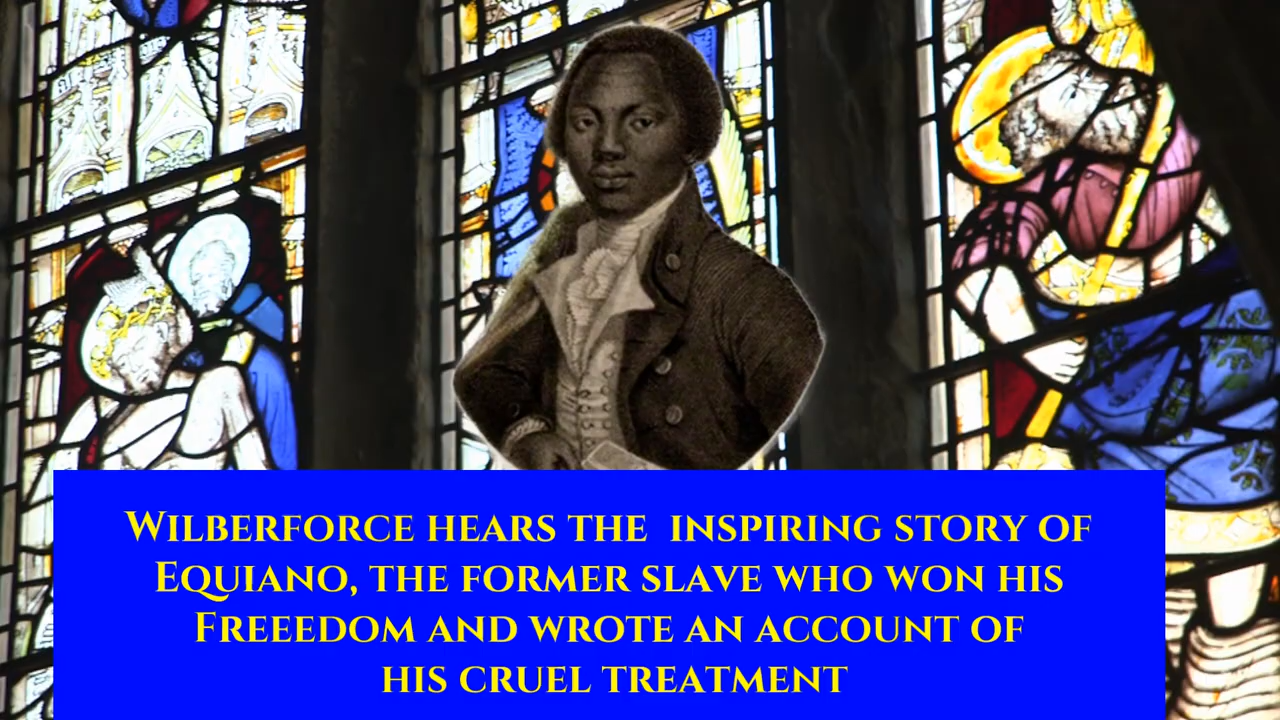 Wilberforce hears the  inspiring story of
Equiano, the former slave who won his
Freeedom and wrote an account of
his cruel treatment